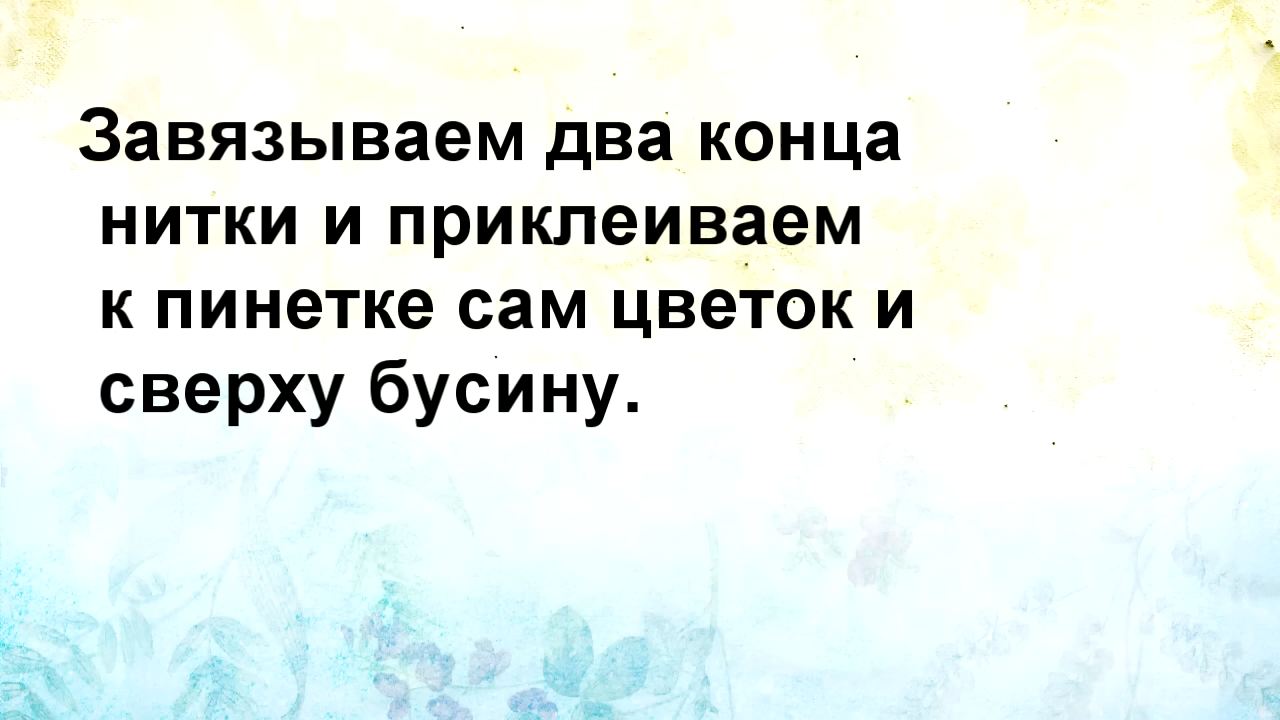 Завязываем два конца
нитки и приклеиваем
к пинетке сам цветок и
сверху бусину.